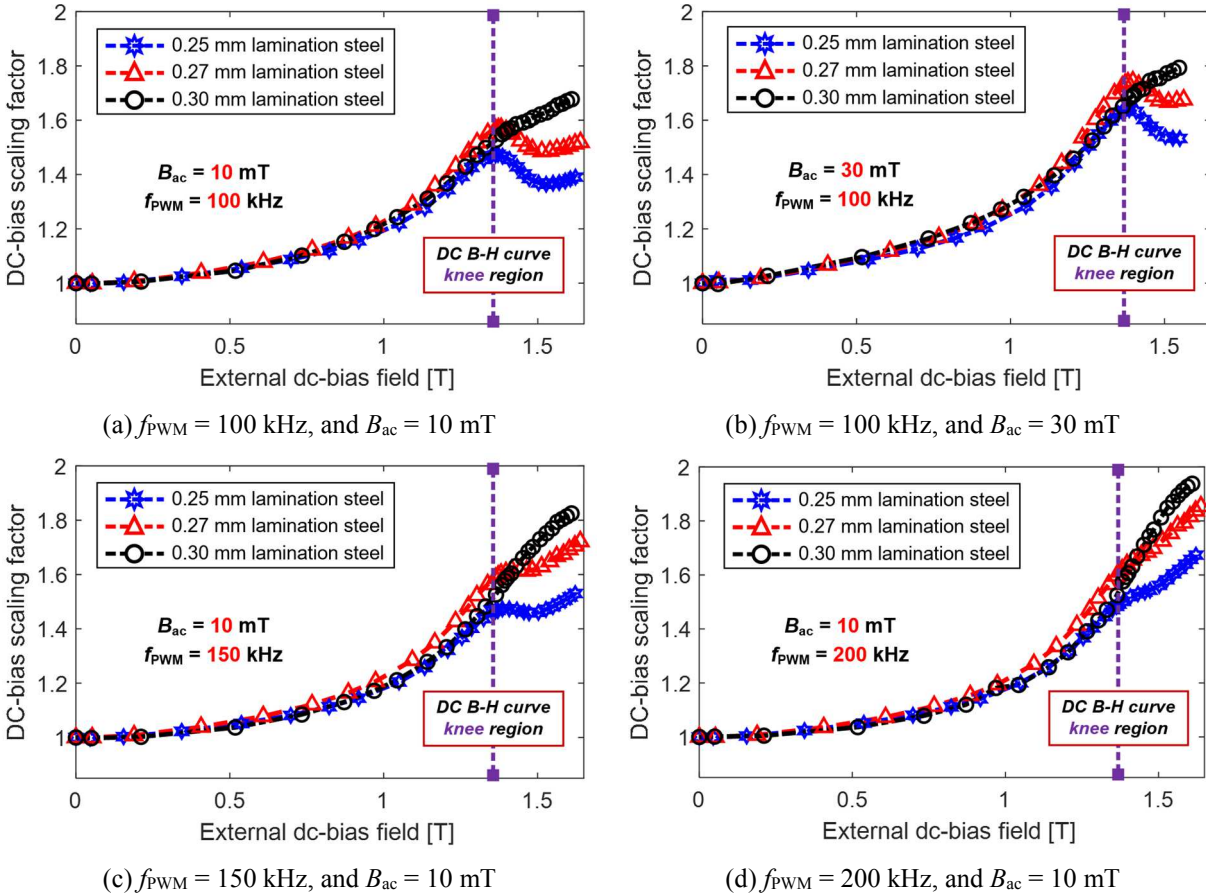 2
1.8
1.6
1.4
1.2
1
DC-bias scaling factor
0.25 mm lamination steel
0.27 mm lamination steel
0.30 mm lamination steel
Bac = 10 mT
fPWM = 100 kHz
DC B-H curve
knee region
0 0.5 1 1.5
External dc-bias field [T]
(a) fPWM = 100 kHz, and Bac = 10 mT
2
1.8
1.6
1.4
1.2
1
DC-bias scaling factor
0.25 mm lamination steel
0.27 mm lamination steel
0.30 mm lamination steel
Bac = 30 mT
fPWM = 100 kHz
DC B-H curve
knee region
0 0.5 1 1.5
External dc-bias field [T]
(b) fPWM = 100 kHz, and Bac = 30 mT
2
1.8
1.6
1.4
1.2
1
DC-bias scaling factor
0.25 mm lamination steel
0.27 mm lamination steel
0.30 mm lamination steel
Bac = 10 mT
fPWM = 150 kHz
DC B-H curve
knee region
0 0.5 1 1.5
External dc-bias field [T]
(c) fPWM = 150 kHz, and Bac = 10 mT
2
1.8
1.6
1.4
1.2
1
DC-bias scaling factor
0.25 mm lamination steel
0.27 mm lamination steel
0.30 mm lamination steel
Bac = 10 mT
fPWM = 200 kHz
DC B-H curve
knee region
0 0.5 1 1.5
External dc-bias field [T]
(d) fPWM = 200 kHz, and Bac = 10 mT